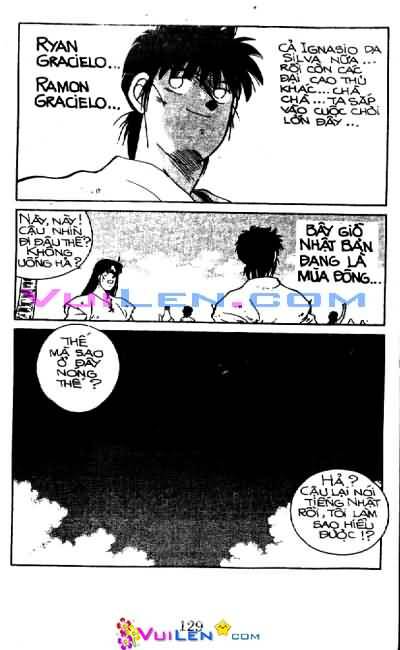 RYAN
GRACIELO...
RAMON
GRACIELO...
CẢ IGNASIO DA
SILVA NỮA...
RỒI CÒN CÁC
ĐẠI CAO THỦ
KHÁC... CHÀ
CHÀ... TA SẮP
VÀO CUỘC CHƠI
LỚN ĐÂY...
NÀY, NÀY!
CẬU NHÌN
ĐI ĐÂU THẾ?
KHÔNG
UỐNG HẢ?
BÂY GIỜ
NHẬT BẢN
ĐANG LÀ
MÙA ĐÔNG...
VUILEN.COM
THẾ
MÀ SAO
Ở ĐÂY
NÓNG
THẾ?
HẢ?
CẬU LẠI NÓI
TIẾNG NHẬT
RỒI, TÔI LÀM
SAO HIỂU
ĐƯỢC!?
129
VUILEN.COM